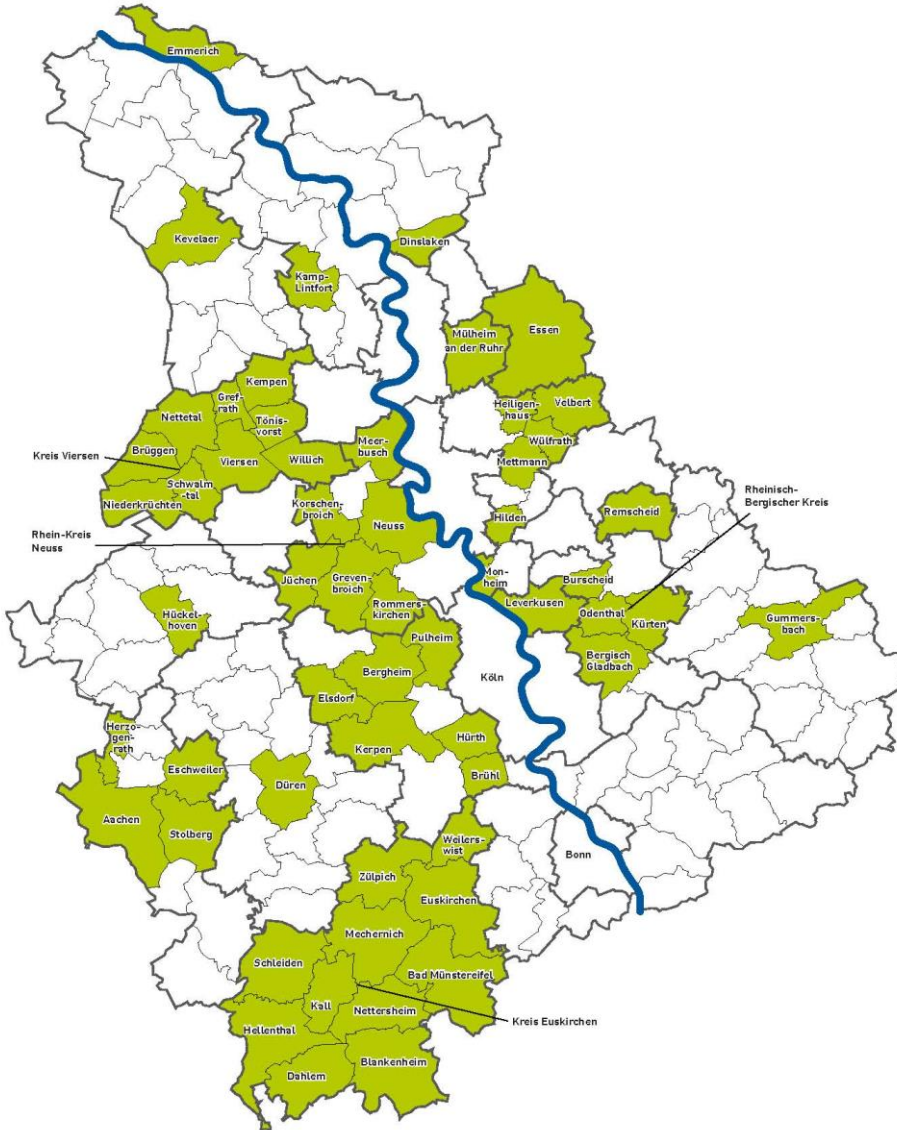 Emmerich
Kevelaer
Dinslaken
Kamp-
Lintfort
Essen
Mülheim
an der Ruhr
Kempen
Gref-
rath
Nettetal
Tönis-
vorst
Heiligen-
haus
Velbert
Wülfrath
Mettmann
Meer-
busch
Brüggen
Kreis Viersen
Viersen
Willich
Schwalm
-tal
Niederkrüchten
Korschen-
broich
Neuss
Hilden
Remscheid
Rheinisch-
Bergischer Kreis
Rhein-Kreis
Neuss
Jüchen
Greven-
broich
Rommers-
kirchen
Mon-
heim
Leverkusen
Burscheid
Odenthal
Kürten
Gummers-
bach
Hückel-
hoven
Pulheim
Bergheim
Bergisch
Gladbach
Köln
Elsdorf
Herzo-
gen-
rath
Kerpen
Hürth
Eschweiler
Brühl
Düren
Aachen
Stolberg
Weilers-
wist
Bonn
Zülpich
Euskirchen
Mechernich
Schleiden
Bad Münstereifel
Kall
Nettersheim
Kreis Euskirchen
Hellenthal
Blankenheim
Dahlem